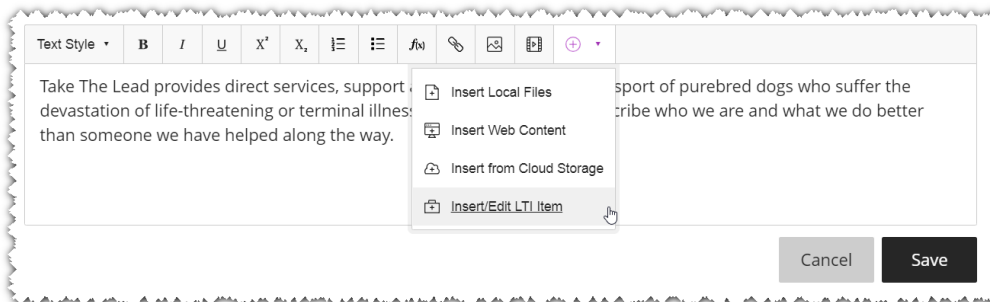 Text Style
B I U X² X₂ f(x)
Take The Lead provides direct services, support sport of purebred dogs who suffer the
devastation of life-threatening or terminal illnes cribe who we are and what we do better
than someone we have helped along the way.
Insert Local Files
Insert Web Content
Insert from Cloud Storage
Insert/Edit LTI Item
Cancel Save